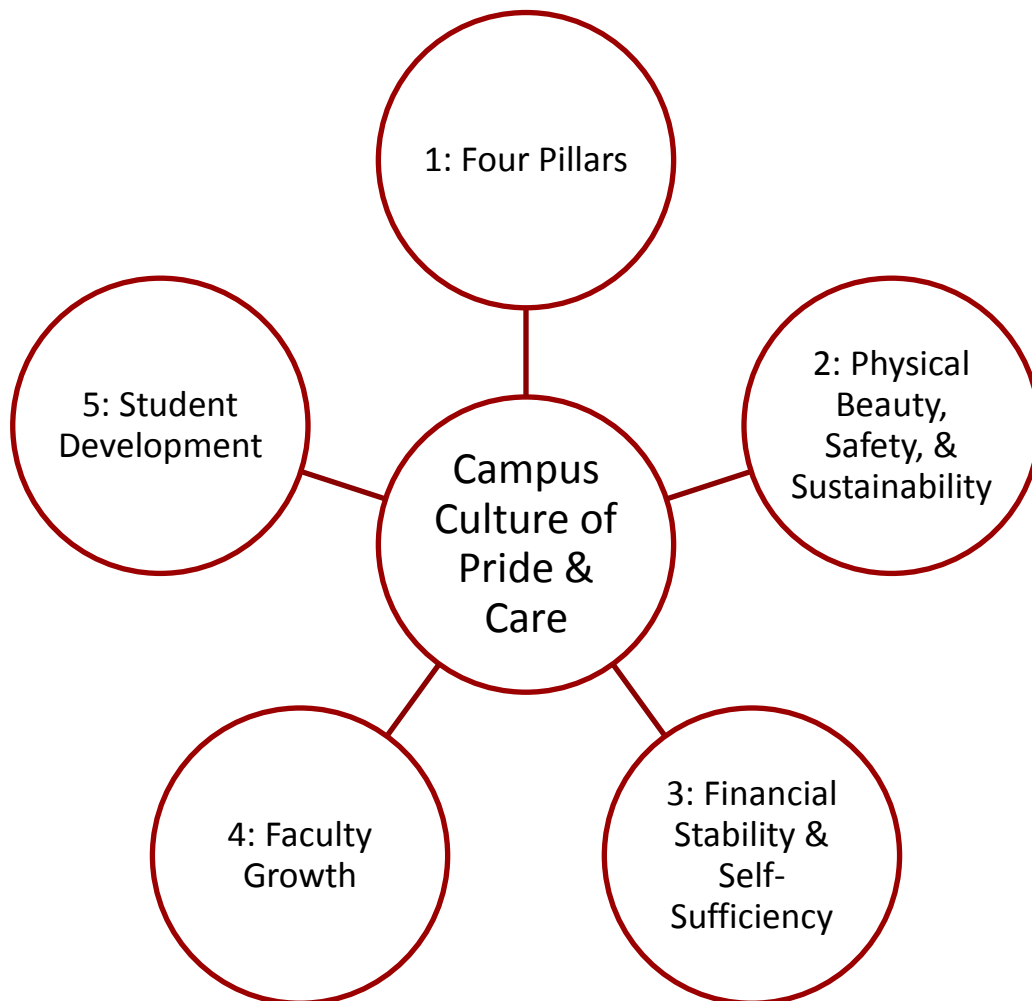 1: Four Pillars
2: Physical
Beauty,
Safety, &
Sustainability
3: Financial
Stability &
Self-
Sufficiency
4: Faculty
Growth
5: Student
Development
Campus
Culture of
Pride &
Care